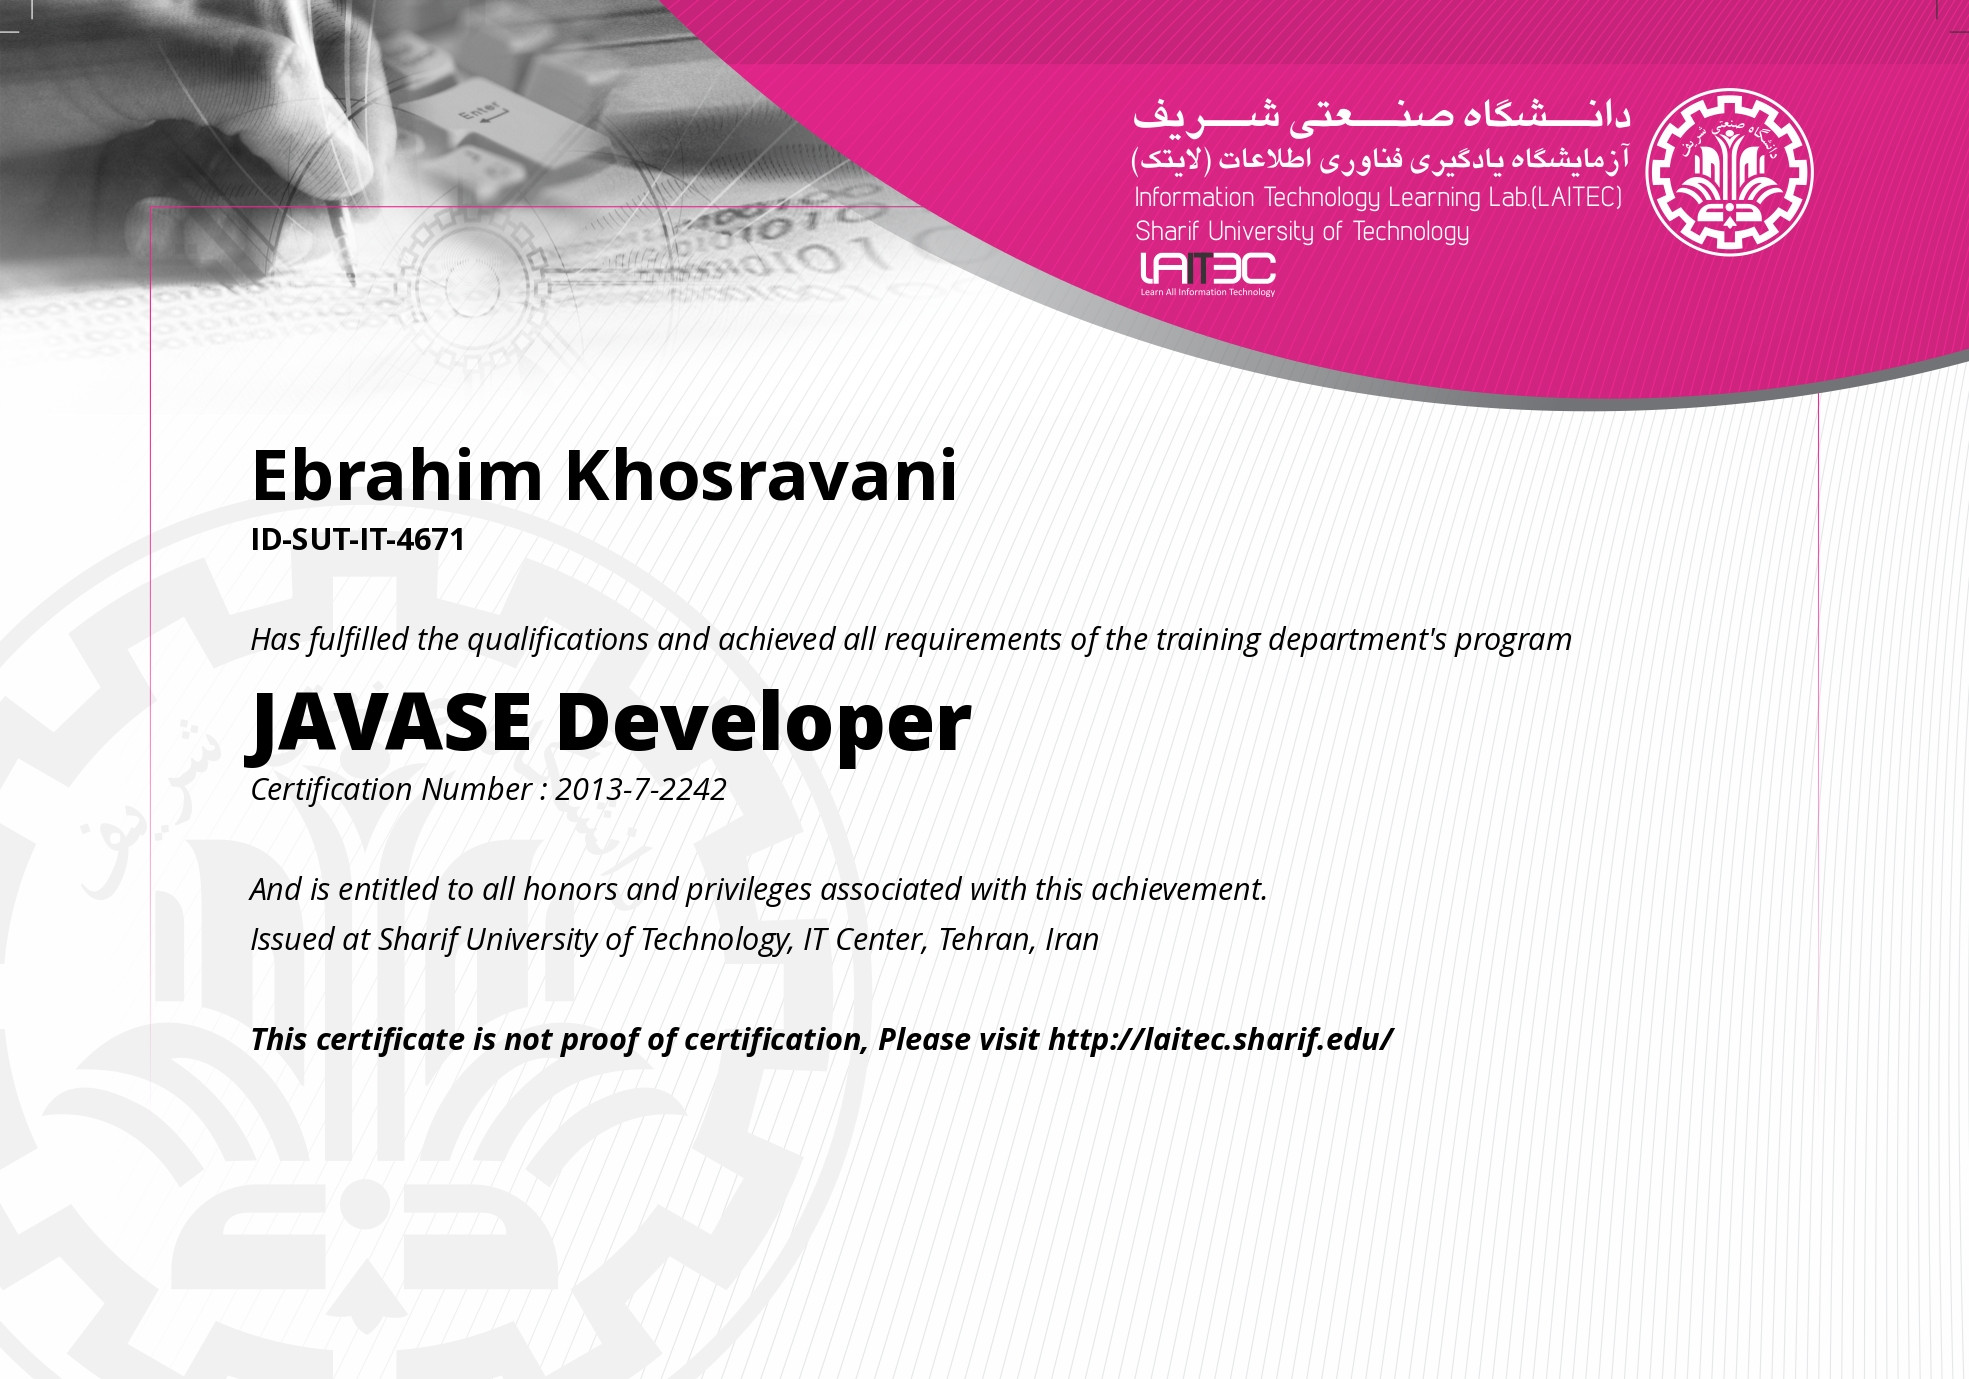 دانشگاه صنعتی شریف
آزمایشگاه یادگیری فناوری اطلاعات (لایتک)
Information Technology Learning Lab.(LAITEC)
Sharif University of Technology
LAITEC
Learn All Information Technology
دانشگاه صنعتی شریف
Enter
Ebrahim Khosravani
ID-SUT-IT-4671
Has fulfilled the qualifications and achieved all requirements of the training department's program
JAVASE Developer
Certification Number : 2013-7-2242
And is entitled to all honors and privileges associated with this achievement.
Issued at Sharif University of Technology, IT Center, Tehran, Iran
This certificate is not proof of certification, Please visit http://laitec.sharif.edu/